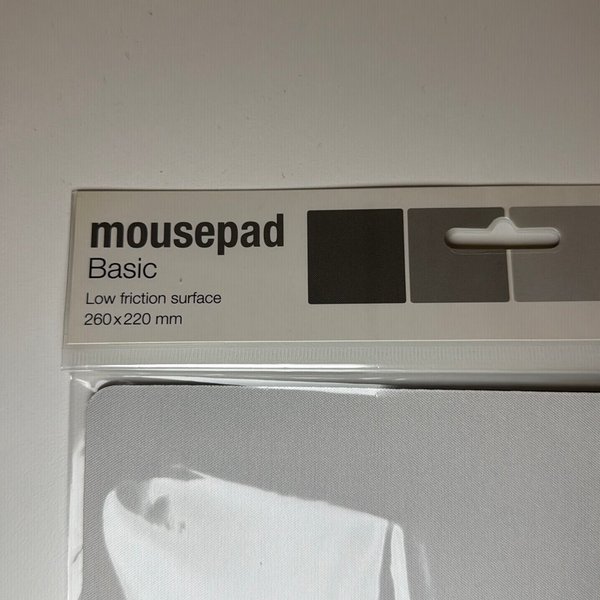 mousepad
Basic
Low friction surface
260x220 mm